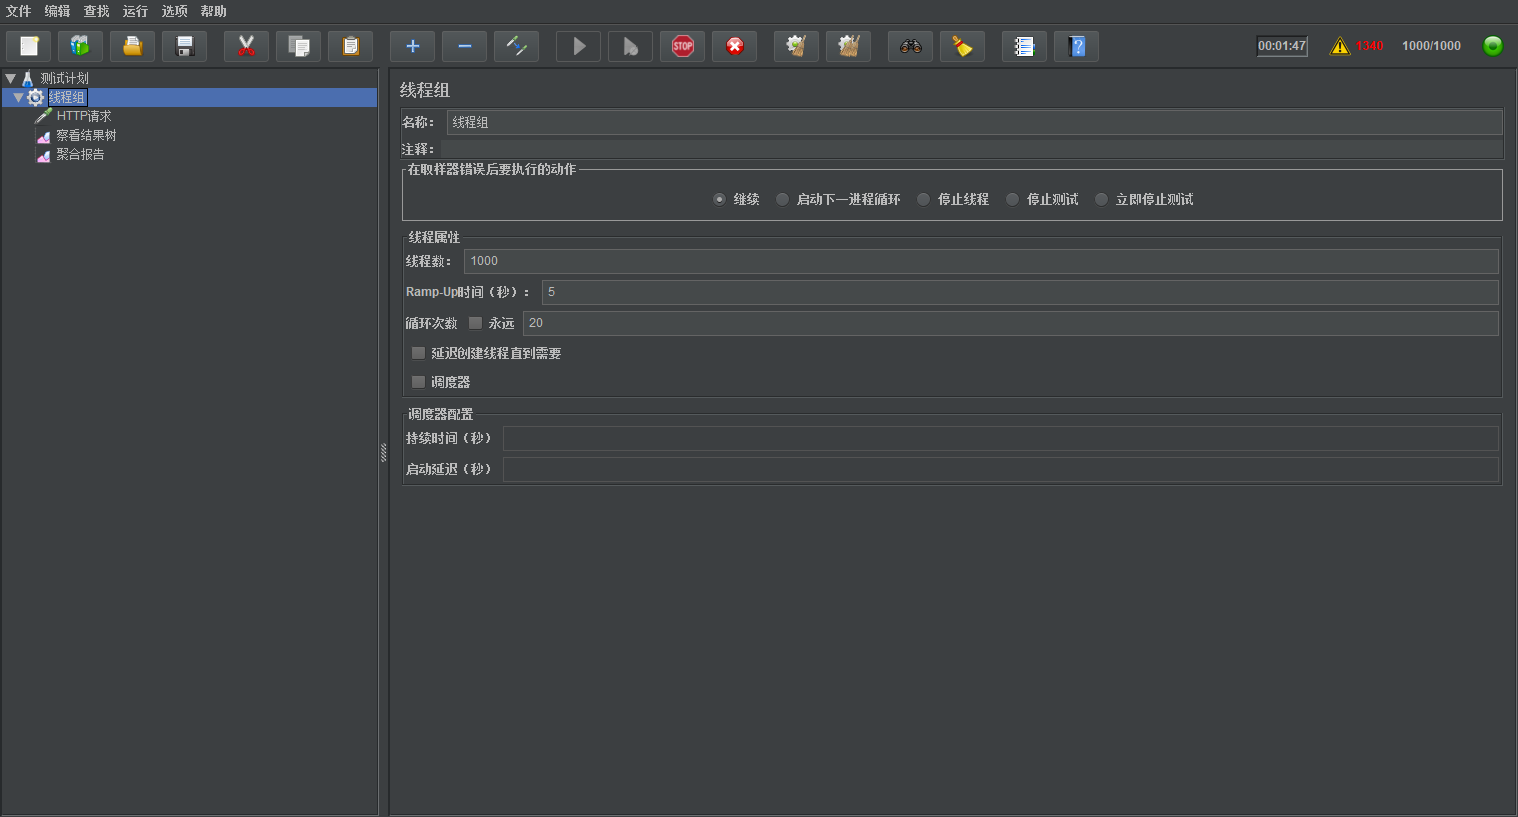 文件 编辑 查找 运行 选项 帮助
STOP 00:01:47 1340 1000/1000
测试计划
线程组
HTTP请求
察看结果树
聚合报告
线程组
名称： 线程组
注释：
在取样器错误后要执行的动作
继续 启动下一进程循环 停止线程 停止测试 立即停止测试
线程属性
线程数： 1000
Ramp-Up时间（秒）： 5
循环次数 永远 20
延迟创建线程直到需要
调度器
调度器配置
持续时间（秒）
启动延迟（秒）